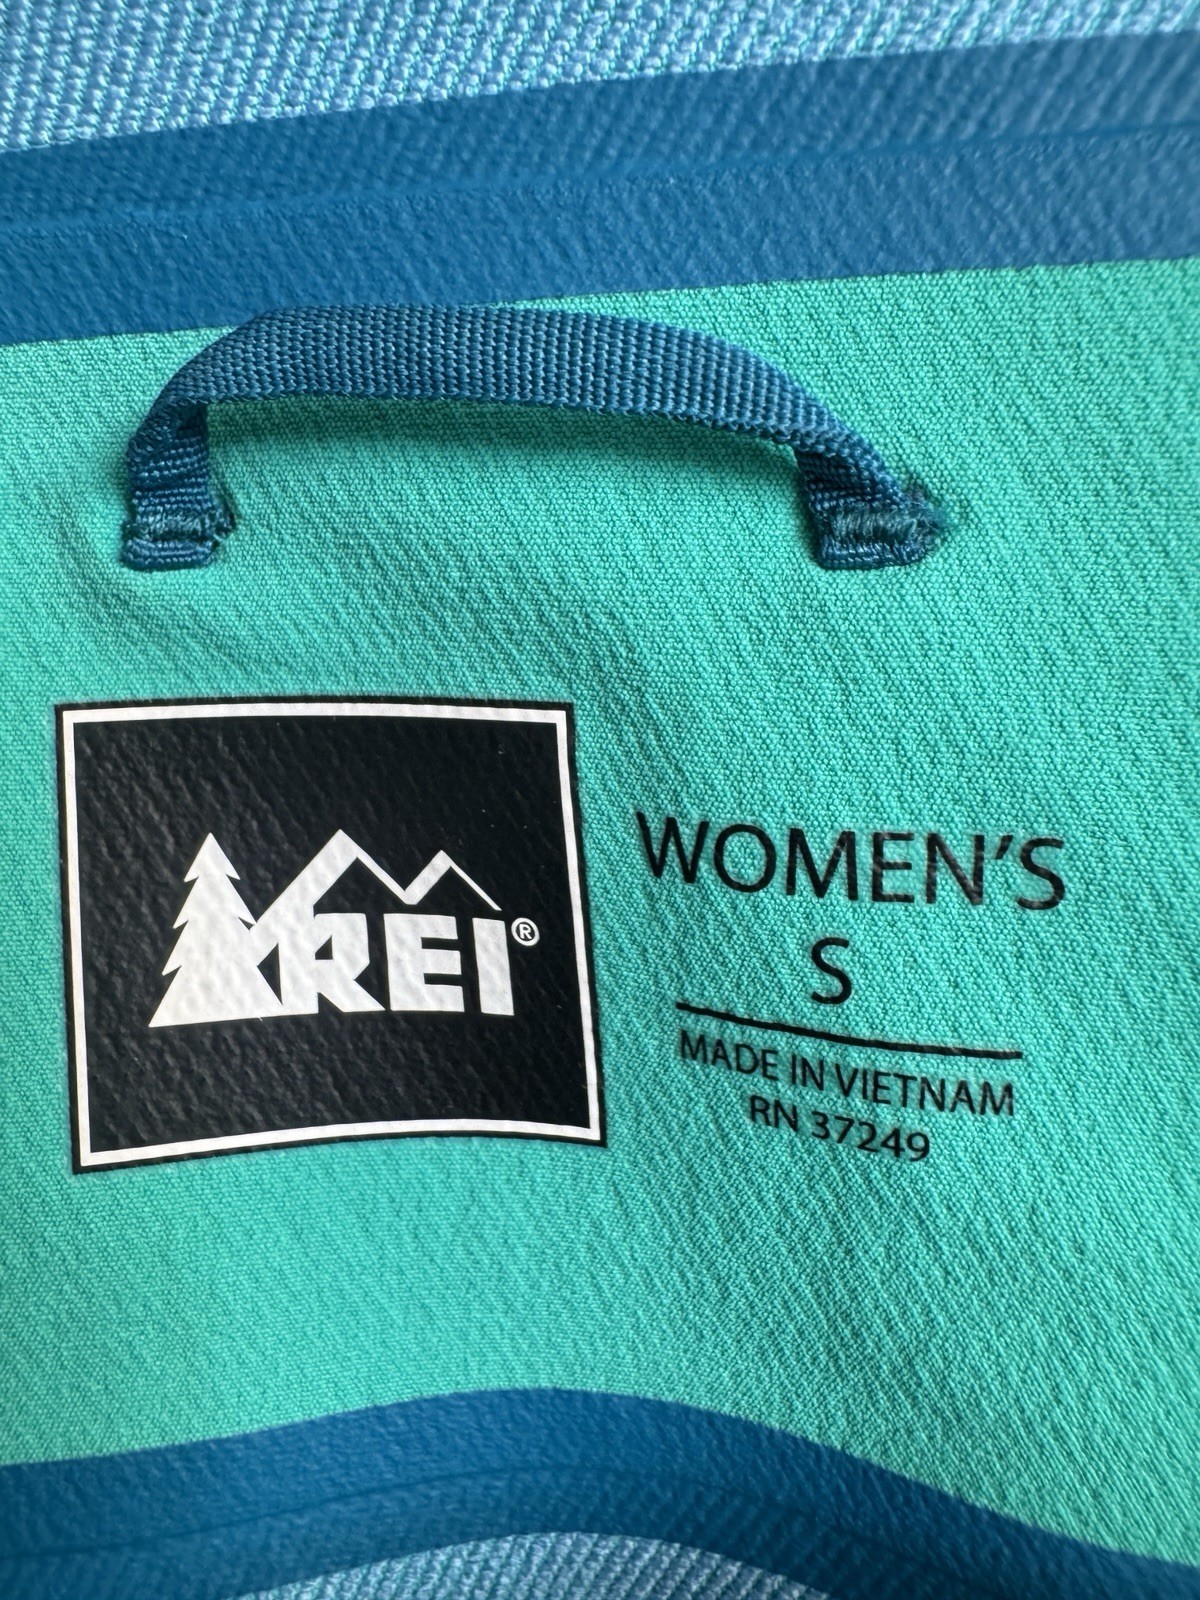 REI®
WOMEN'S
S
MADE IN VIETNAM
RN 37249